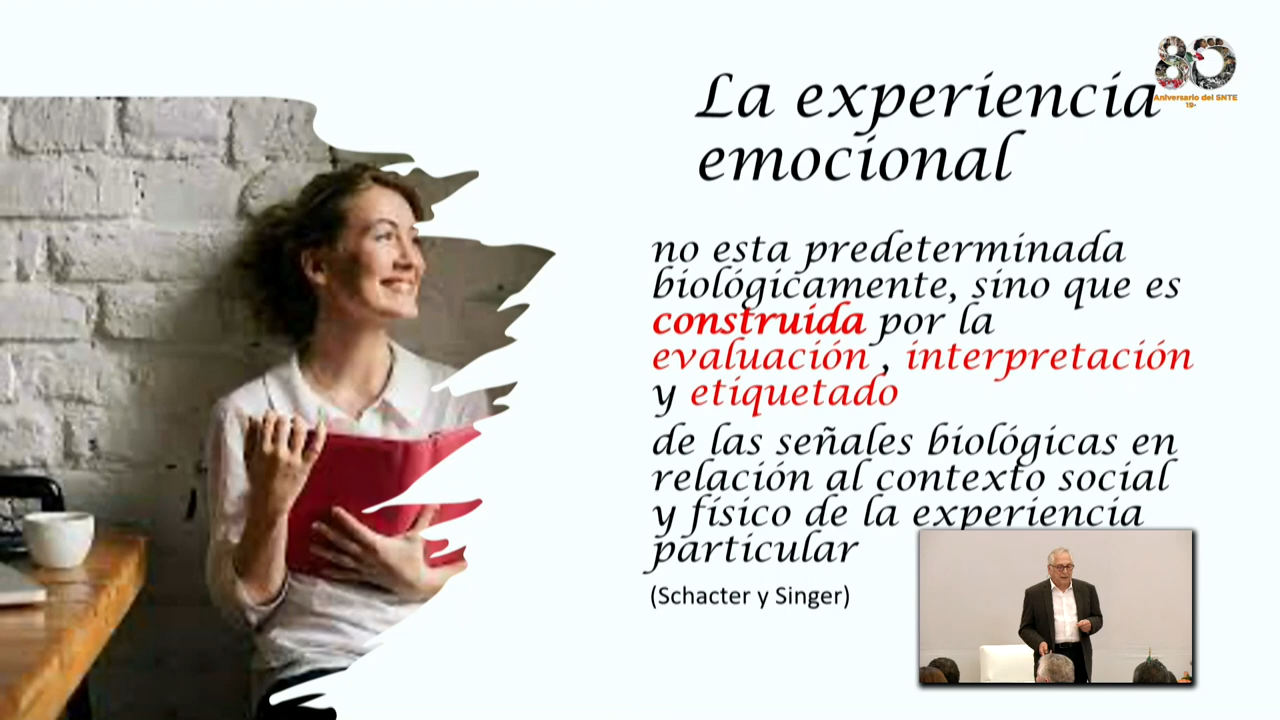 La experiencia
emocional
Aniversario del SNTE
no esta predeterminada
biológicamente, sino que es
construida por la
evaluación , interpretación
y etiquetado
de las señales biológicas en
relación al contexto social
y físico de la experiencia
particular
(Schacter y Singer)